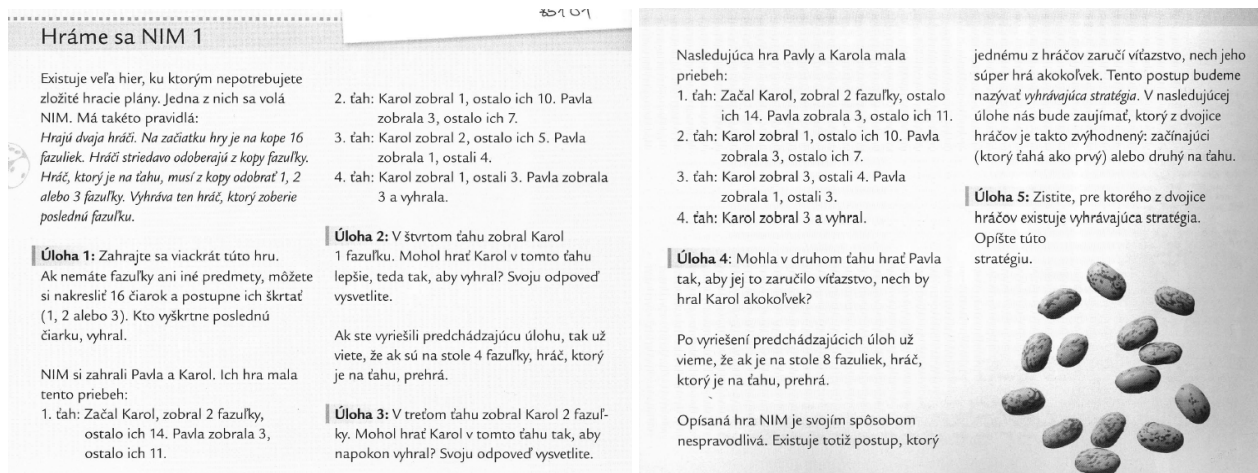 Hráme sa NIM 1
Existuje veľa hier, ku ktorým nepotrebujete
zložité hracie plány. Jedna z nich sa volá
NIM. Má takéto pravidlá:
Hrajú dvaja hráči. Na začiatku hry je na kope 16
fazuliek. Hráči striedavo odoberajú z kopy fazuľky.
Hráč, ktorý je na ťahu, musí z kopy odobrať 1, 2
alebo 3 fazuľky. Vyhráva ten hráč, ktorý zoberie
poslednú fazuľku.
Úloha 1: Zahrajte sa viackrát túto hru.
Ak nemáte fazuľky ani iné predmety, môžete
si nakresliť 16 čiarok a postupne ich škrtať
(1, 2 alebo 3). Kto vyškrtne poslednú
čiarku, vyhral.
NIM si zahrali Pavla a Karol. Ich hra mala
tento priebeh:
1. ťah: Začal Karol, zobral 2 fazuľky,
ostalo ich 14. Pavla zobrala 3,
ostalo ich 11.
2. ťah: Karol zobral 1, ostalo ich 10. Pavla
zobrala 3, ostalo ich 7.
3. ťah: Karol zobral 2, ostalo ich 5. Pavla
zobrala 1, ostali 4.
4. ťah: Karol zobral 1, ostali 3. Pavla zobrala
3 a vyhrala.
Úloha 2: V štvrtom ťahu zobral Karol
1 fazuľku. Mohol hrať Karol v tomto ťahu
lepšie, teda tak, aby vyhral? Svoju odpoveď
vysvetlite.
Ak ste vyriešili predchádzajúcu úlohu, tak už
viete, že ak sú na stole 4 fazuľky, hráč, ktorý
je na ťahu, prehrá.
Úloha 3: V treťom ťahu zobral Karol 2 fazuľ-
ky. Mohol hrať Karol v tomto ťahu tak, aby
napokon vyhral? Svoju odpoveď vysvetlite.
Nasledujúca hra Pavly a Karola mala
priebeh:
1. ťah: Začal Karol, zobral 2 fazuľky, ostalo
ich 14. Pavla zobrala 3, ostalo ich 11.
2. ťah: Karol zobral 1, ostalo ich 10. Pavla
zobrala 3, ostalo ich 7.
3. ťah: Karol zobral 3, ostali 4. Pavla
zobrala 1, ostali 3.
4. ťah: Karol zobral 3 a vyhral.
Úloha 4: Mohla v druhom ťahu hrať Pavla
tak, aby jej to zaručilo víťazstvo, nech by
hral Karol akokoľvek?
Po vyriešení predchádzajúcich úloh už
vieme, že ak je na stole 8 fazuliek, hráč,
ktorý je na ťahu, prehrá.
Opísaná hra NIM je svojím spôsobom
nespravodlivá. Existuje totiž postup, ktorý
jednému z hráčov zaručí víťazstvo, nech jeho
súper hrá akokoľvek. Tento postup budeme
nazývať vyhrávajúca stratégia. V nasledujúcej
úlohe nás bude zaujímať, ktorý z dvojice
hráčov je takto zvýhodnený: začínajúci
(ktorý ťahá ako prvý) alebo druhý na ťahu.
Úloha 5: Zistite, pre ktorého z dvojice
hráčov existuje vyhrávajúca stratégia.
Opíšte túto
stratégiu.